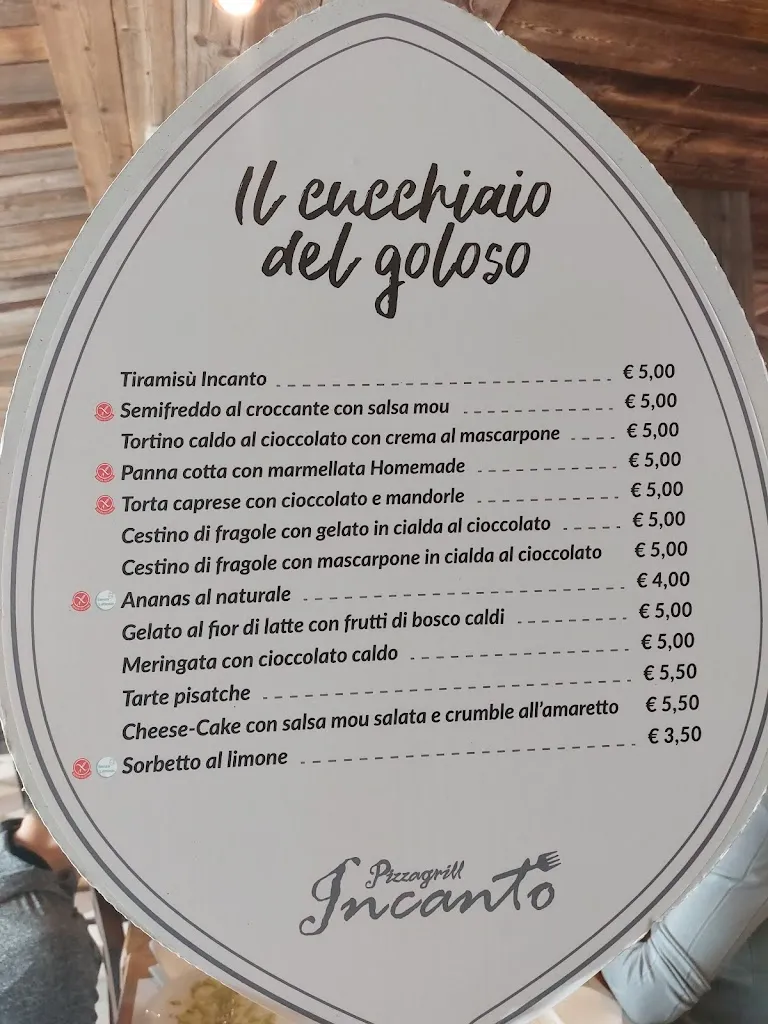 Il cucchiaio
del goloso
Tiramisù Incanto € 5,00
Semifreddo al croccante con salsa mou € 5,00
Tortino caldo al cioccolato con crema al mascarpone € 5,00
Panna cotta con marmellata Homemade € 5,00
Torta caprese con cioccolato e mandorle € 5,00
Cestino di fragole con gelato in cialda al cioccolato € 5,00
Cestino di fragole con mascarpone in cialda al cioccolato € 5,00
Ananas al naturale € 4,00
Gelato al fior di latte con frutti di bosco caldi € 5,00
Meringata con cioccolato caldo € 5,00
Tarte pisatche € 5,50
Cheese-Cake con salsa mou salata e crumble all'amaretto € 5,50
Sorbetto al limone € 3,50
Pizzagrill
Incanto